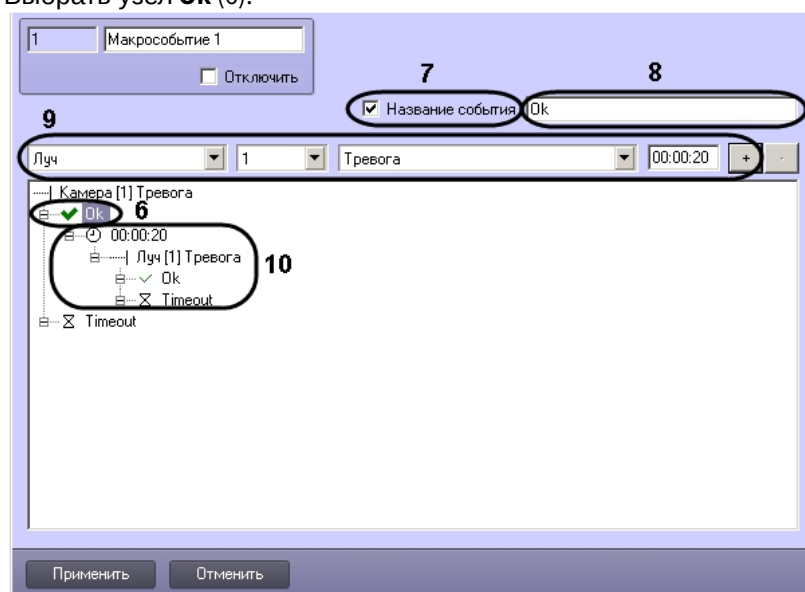 Выбрать узел Ok (6).
1 Макрособытие 1
Отключить
7 8
Название события Ok
9
Луч 1 Тревога 00:00:20 + -
Камера [1] Тревога
Ok 6
00:00:20
Луч [1] Тревога
10
Ok
Timeout
Timeout
Применить Отменить